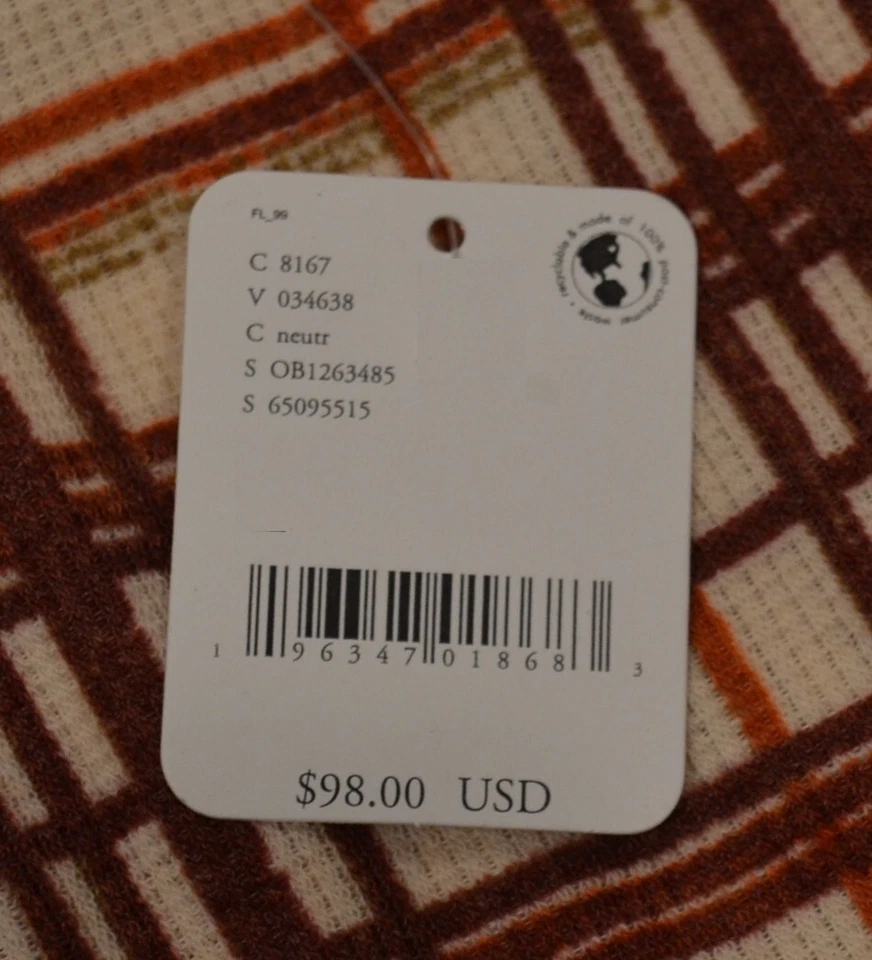 FL_99
recyclable & made of 100% post-consumer waste •
C 8167
V 034638
C neutr
S OB1263485
S 65095515
1 96347 01868 3
$98.00 USD